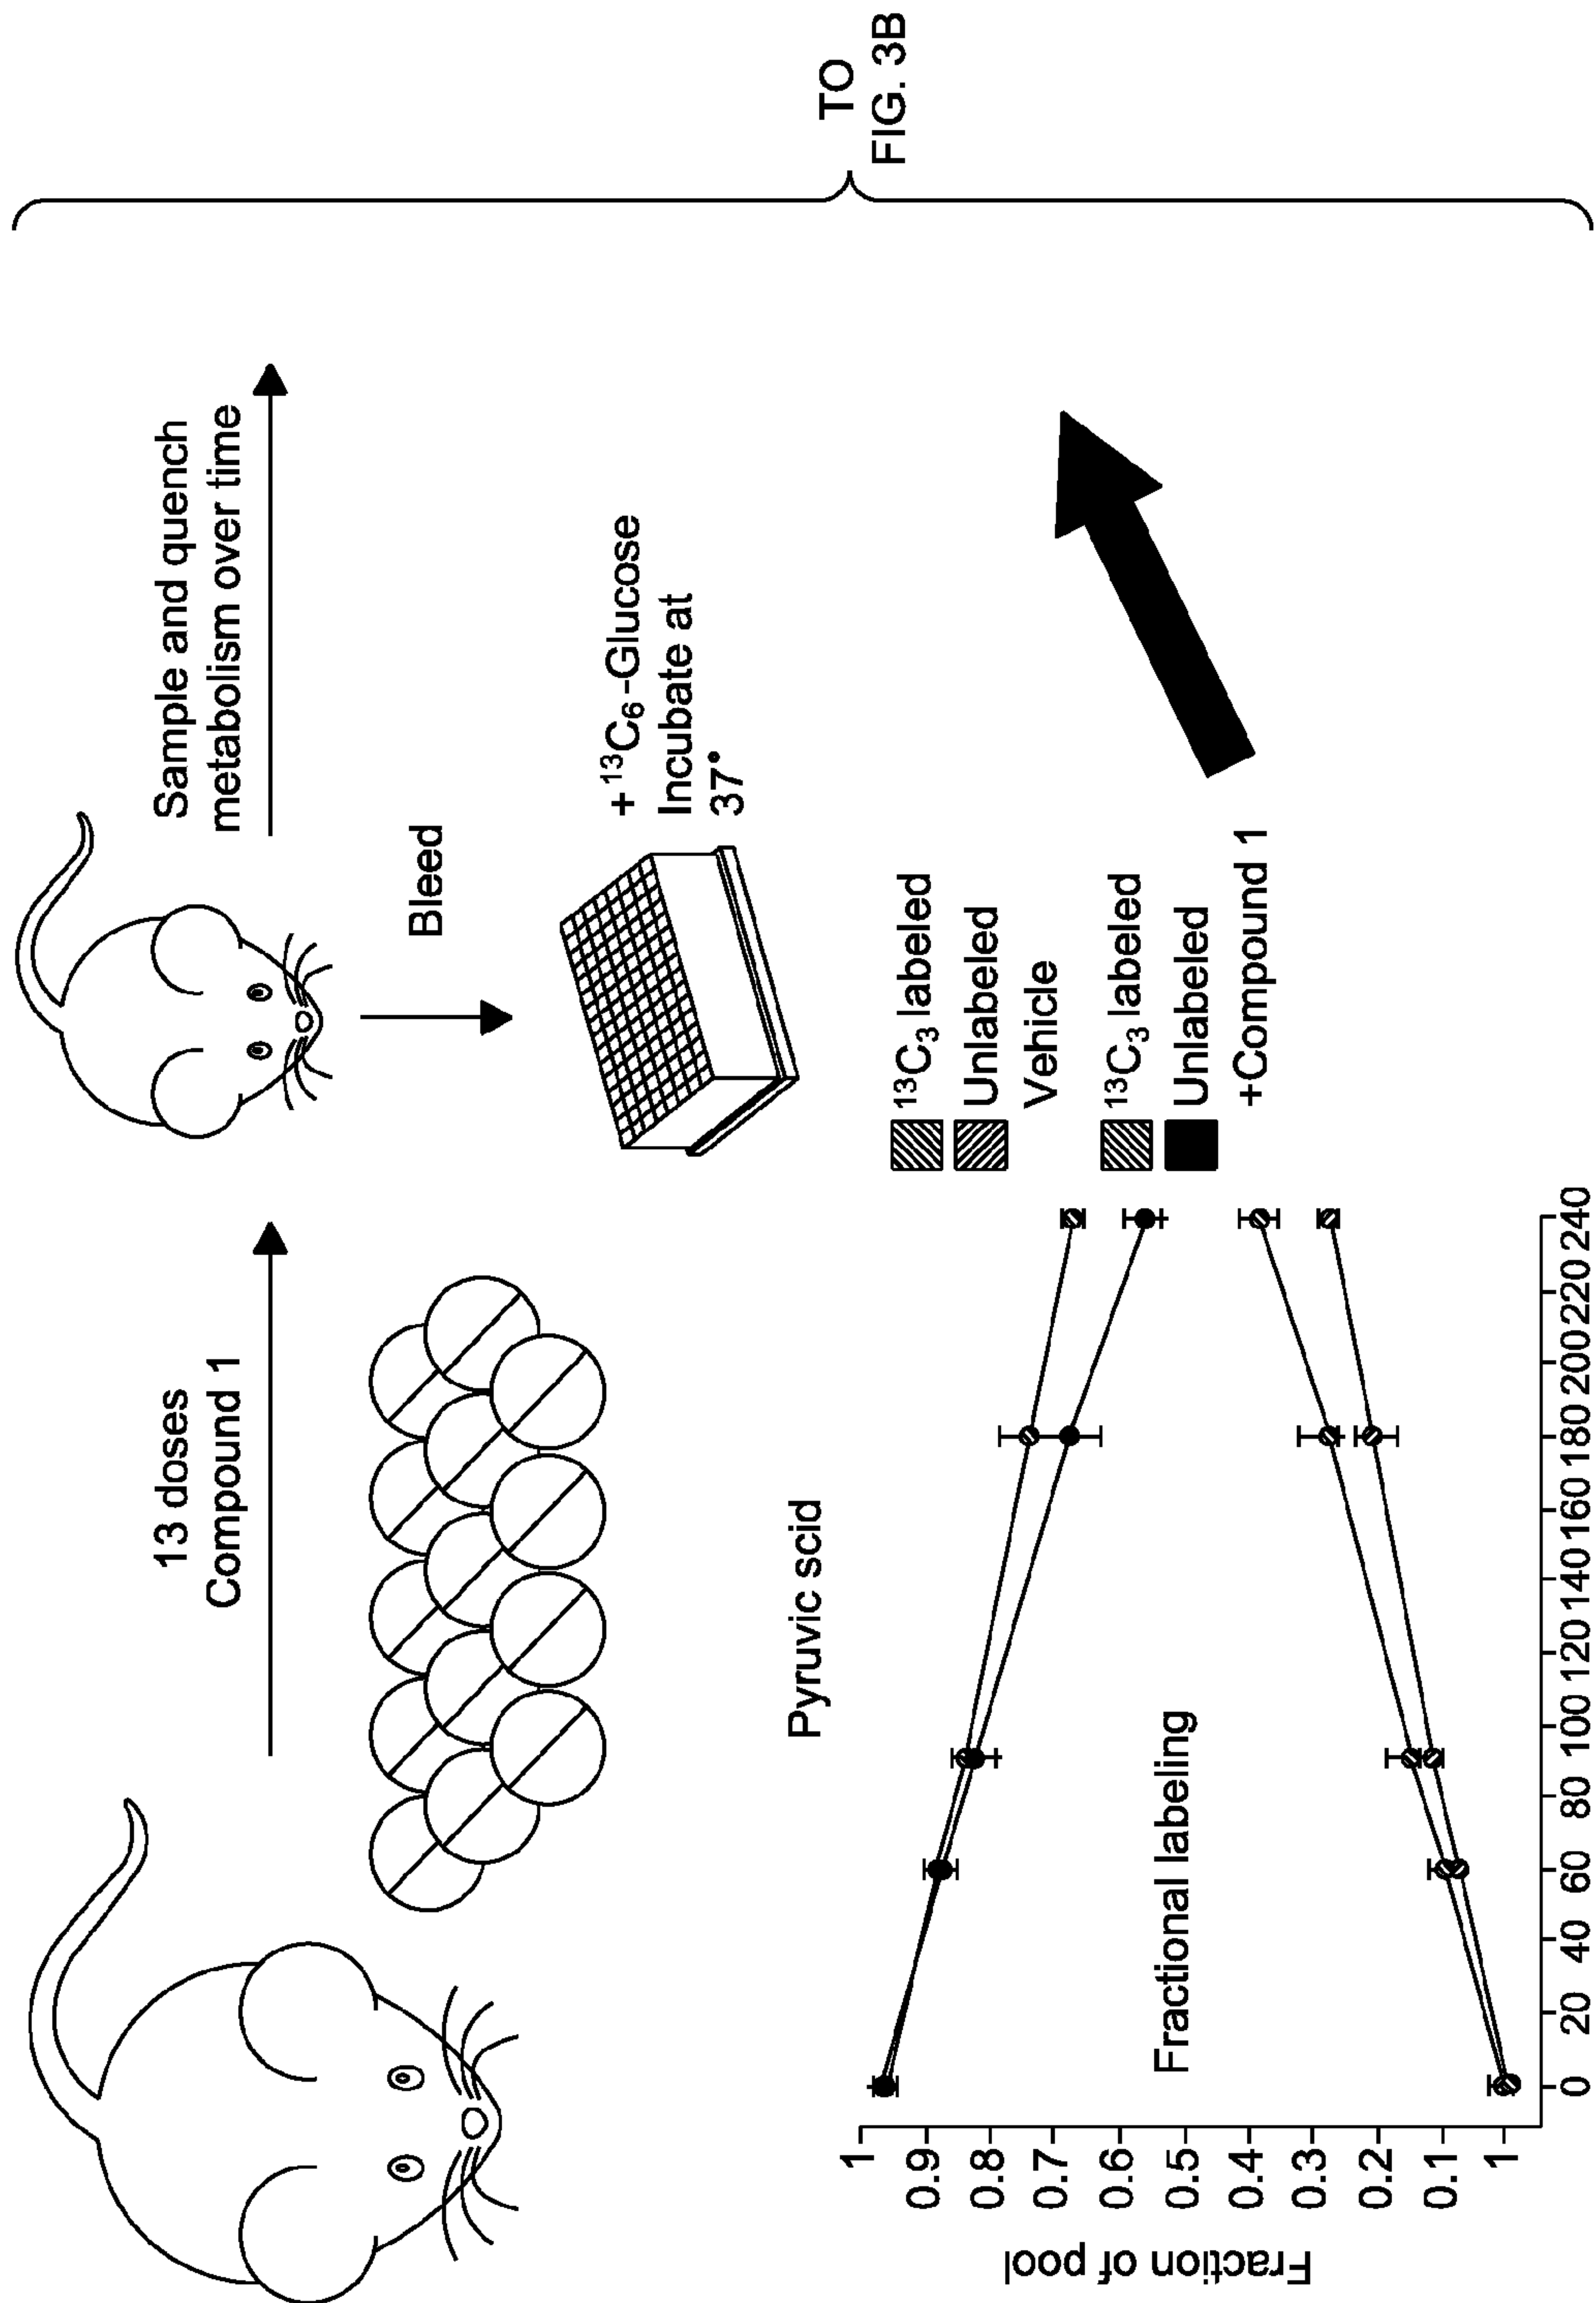 13 doses
Compound 1
Sample and quench
metabolism over time
Bleed
+ ¹³C₆-Glucose
Incubate at
37°
TO
FIG. 3B
Pyruvic scid
Fraction of pool
1
0.9
0.8
0.7
0.6
0.5
0.4
0.3
0.2
0.1
1
Fractional labeling
0 20 40 60 80 100 120 140 160 180 200 220 240
¹³C₃ labeled
Unlabeled
Vehicle
¹³C₃ labeled
Unlabeled
+Compound 1